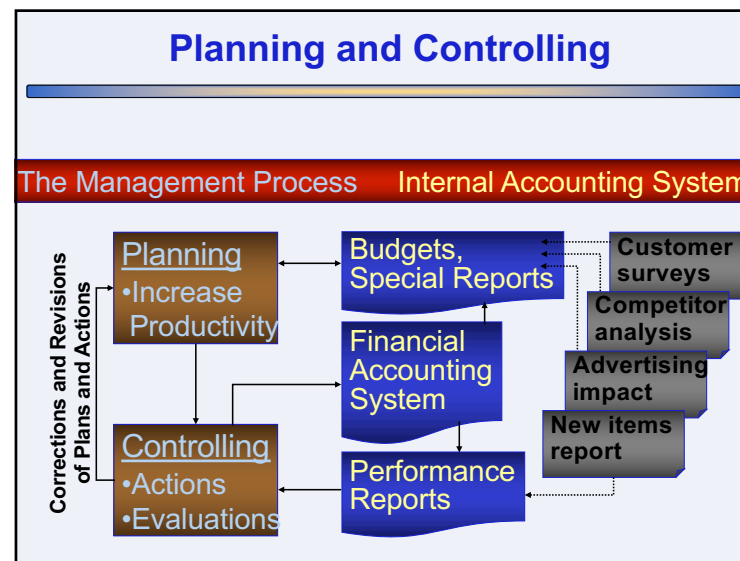 Planning and Controlling
The Management Process
Internal Accounting System
Corrections and Revisions
of Plans and Actions
Planning
•Increase
Productivity
Controlling
•Actions
•Evaluations
Budgets,
Special Reports
Financial
Accounting
System
Performance
Reports
Customer
surveys
Competitor
analysis
Advertising
impact
New items
report